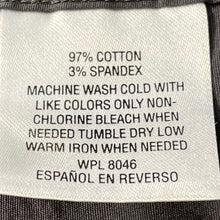 97% COTTON
3% SPANDEX
MACHINE WASH COLD WITH
LIKE COLORS ONLY NON-
CHLORINE BLEACH WHEN
NEEDED TUMBLE DRY LOW
WARM IRON WHEN NEEDED
WPL 8046
ESPAÑOL EN REVERSO